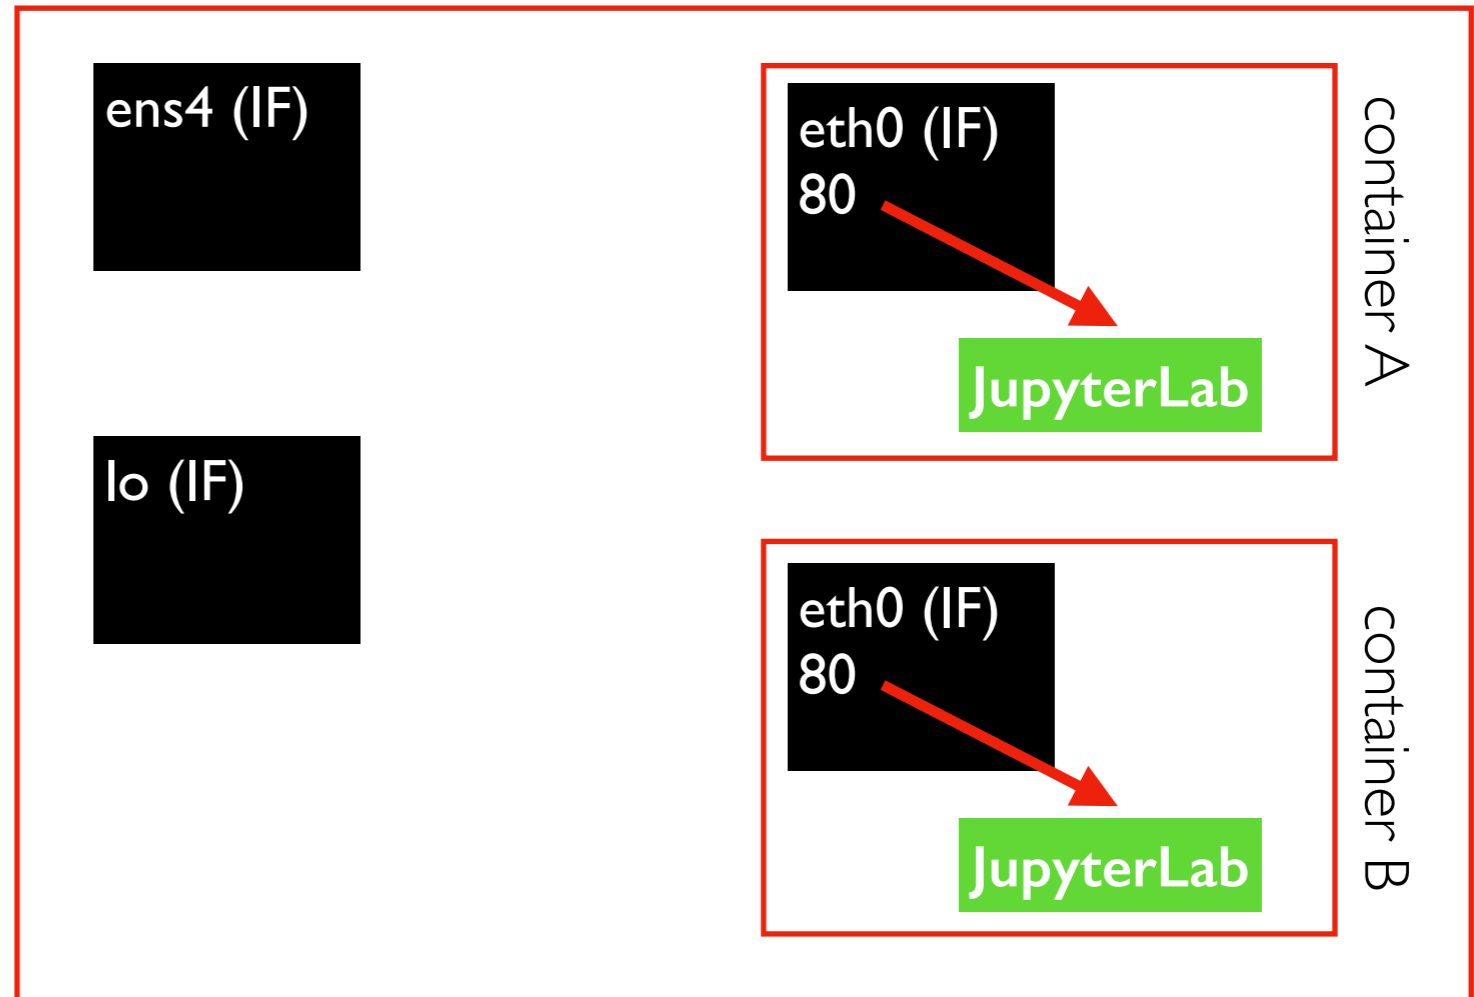 ens4 (IF)
lo (IF)
eth0 (IF)
80
JupyterLab
container A
eth0 (IF)
80
JupyterLab
container B